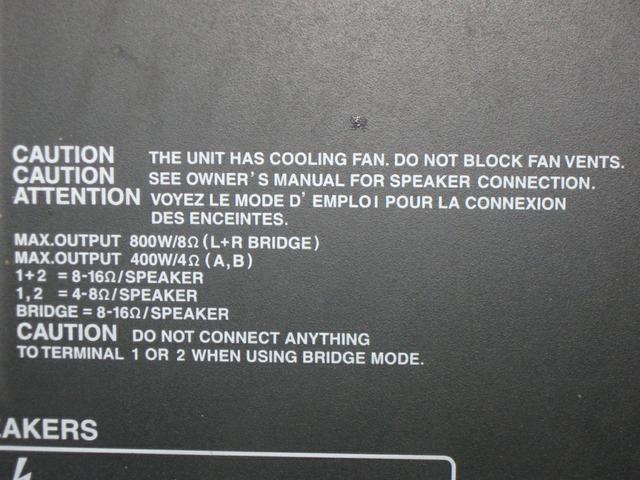 CAUTION THE UNIT HAS COOLING FAN. DO NOT BLOCK FAN VENTS.
CAUTION SEE OWNER'S MANUAL FOR SPEAKER CONNECTION.
ATTENTION VOYEZ LE MODE D' EMPLOI POUR LA CONNEXION
DES ENCEINTES.
MAX.OUTPUT 800W/8Ω (L+R BRIDGE)
MAX.OUTPUT 400W/4Ω (A,B)
1+2 = 8-16Ω/SPEAKER
1,2 = 4-8Ω/SPEAKER
BRIDGE = 8-16Ω/SPEAKER
CAUTION DO NOT CONNECT ANYTHING
TO TERMINAL 1 OR 2 WHEN USING BRIDGE MODE.
EAKERS